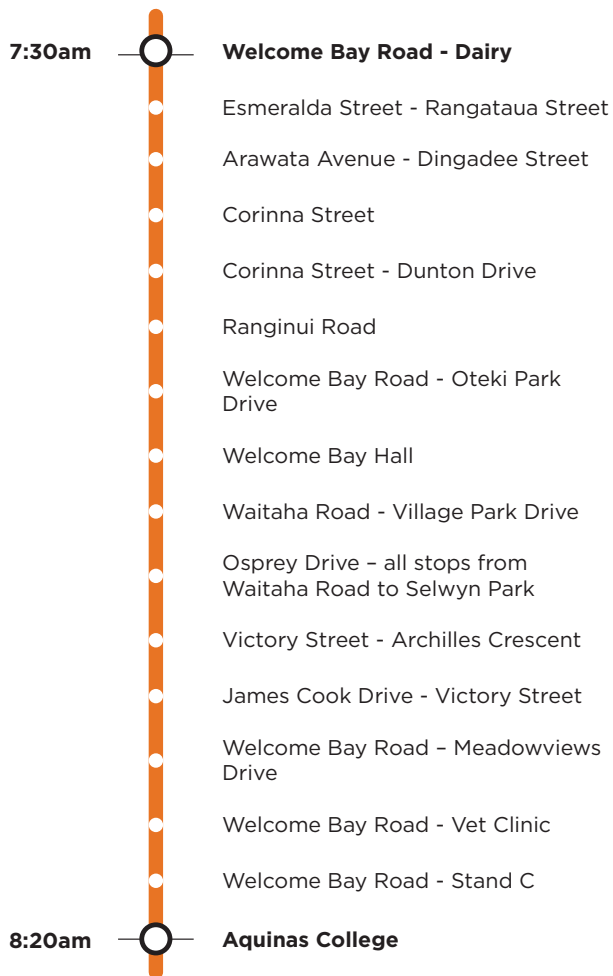 7:30am Welcome Bay Road - Dairy
Esmeralda Street - Rangataua Street
Arawata Avenue - Dingadee Street
Corinna Street
Corinna Street - Dunton Drive
Ranginui Road
Welcome Bay Road - Oteki Park
Drive
Welcome Bay Hall
Waitaha Road - Village Park Drive
Osprey Drive – all stops from
Waitaha Road to Selwyn Park
Victory Street - Archilles Crescent
James Cook Drive - Victory Street
Welcome Bay Road – Meadowviews
Drive
Welcome Bay Road - Vet Clinic
Welcome Bay Road - Stand C
8:20am Aquinas College